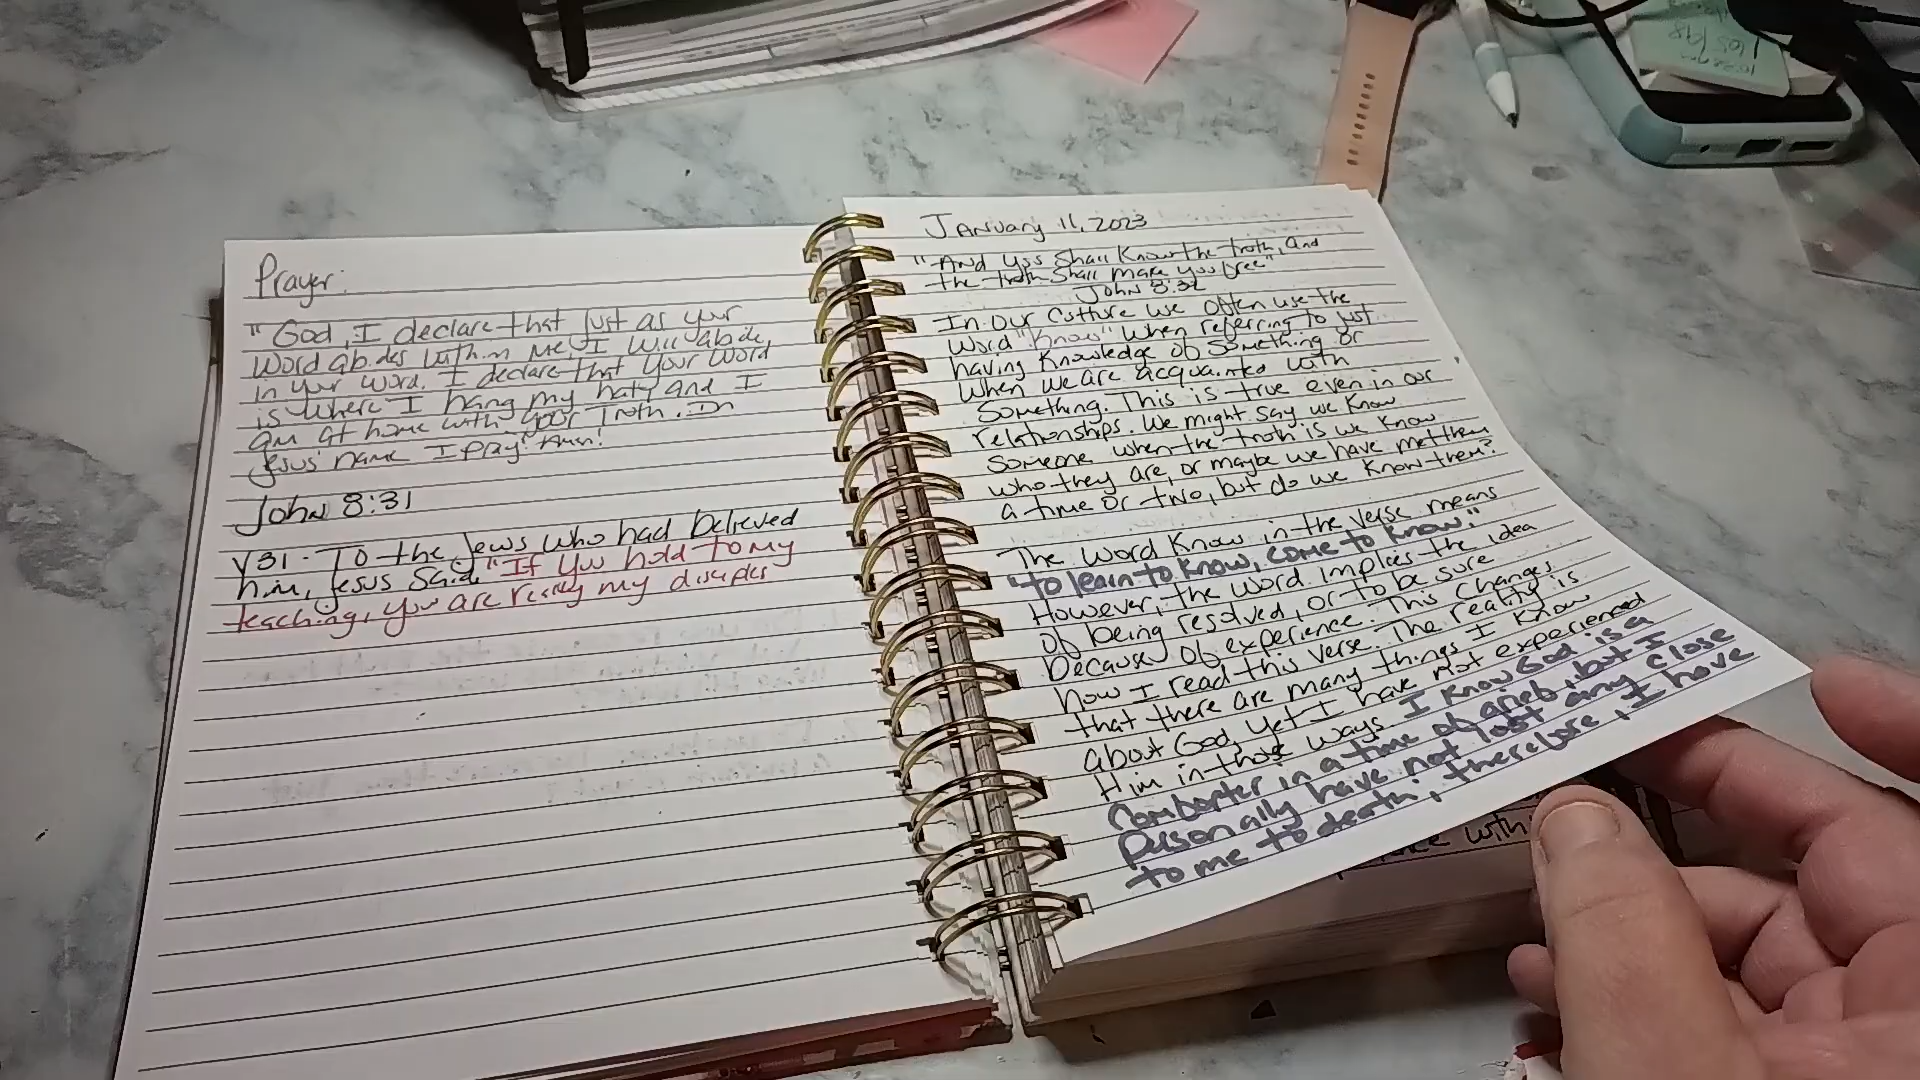 Prayer:
"God, I declare that just as your
word abides within me, I will abide
in your word. I declare that your word
is where I hang my hat, and I
am at home with your Truth. In
Jesus' name I pray! Amen!
John 8:31
V31 - To the Jews who had believed
him, Jesus said, "If you hold to my
teaching, you are really my disciples
January 11, 2023
"And you shall know the truth, and
the truth shall make you free"
John 8:32
In our culture we often use the
word "know" when referring to just
having knowledge of something or
when we are acquainted with
something. This is true even in our
relationships. We might say we know
someone when the truth is we know
who they are, or maybe we have met them
a time or two, but do we know them?
The word know in the verse means
"to learn to know, come to know."
However, the word implies the idea
of being resolved, or to be sure
because of experience. This changes
how I read this verse. The reality is
that there are many things I know
about God, yet I have not experienced
Him in those ways. I know God is a
comforter in a time of grief, but I
personally have not lost any close
to me to death; therefore, I have
with